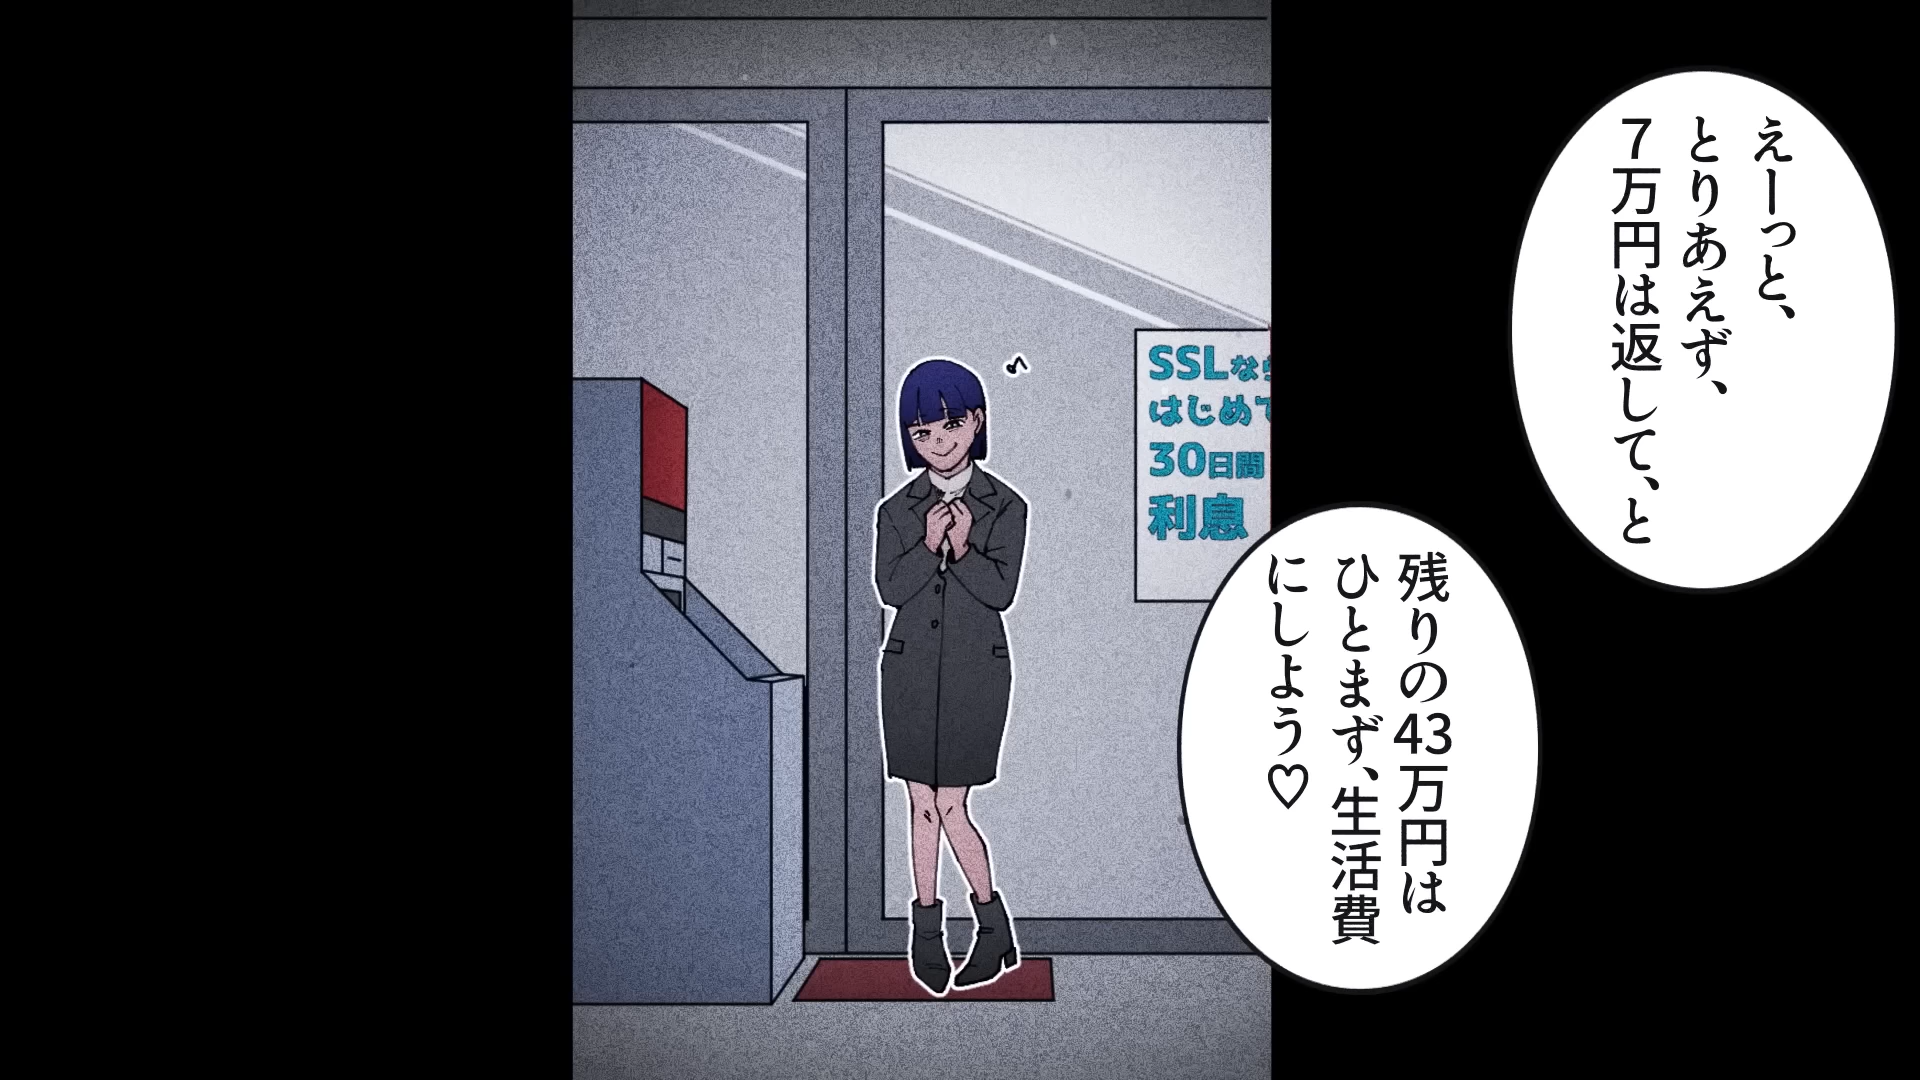 えーっと、
とりあえず、
7万円は返して、と
残りの43万円は
ひとまず、生活費
にしよう♡
SSLなら
はじめて
30日間
利息